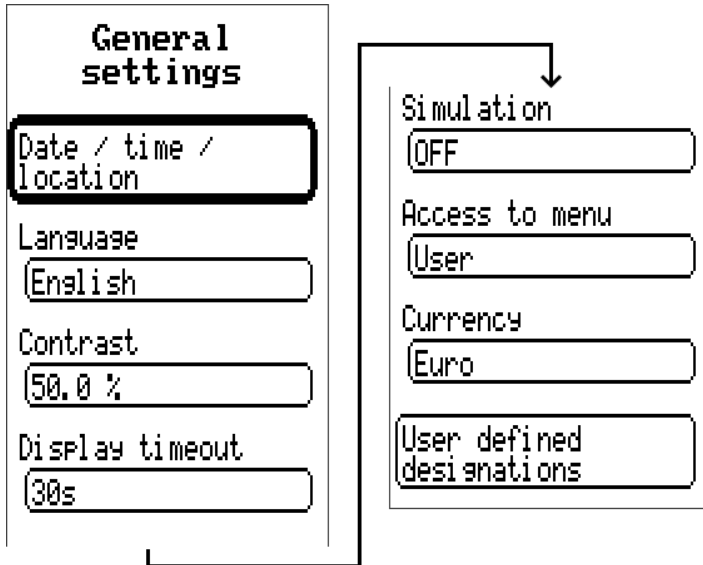 General
settings
Date / time /
location
Language
English
Contrast
50.0 %
Display timeout
30s
Simulation
OFF
Access to menu
User
Currency
Euro
User defined
designations